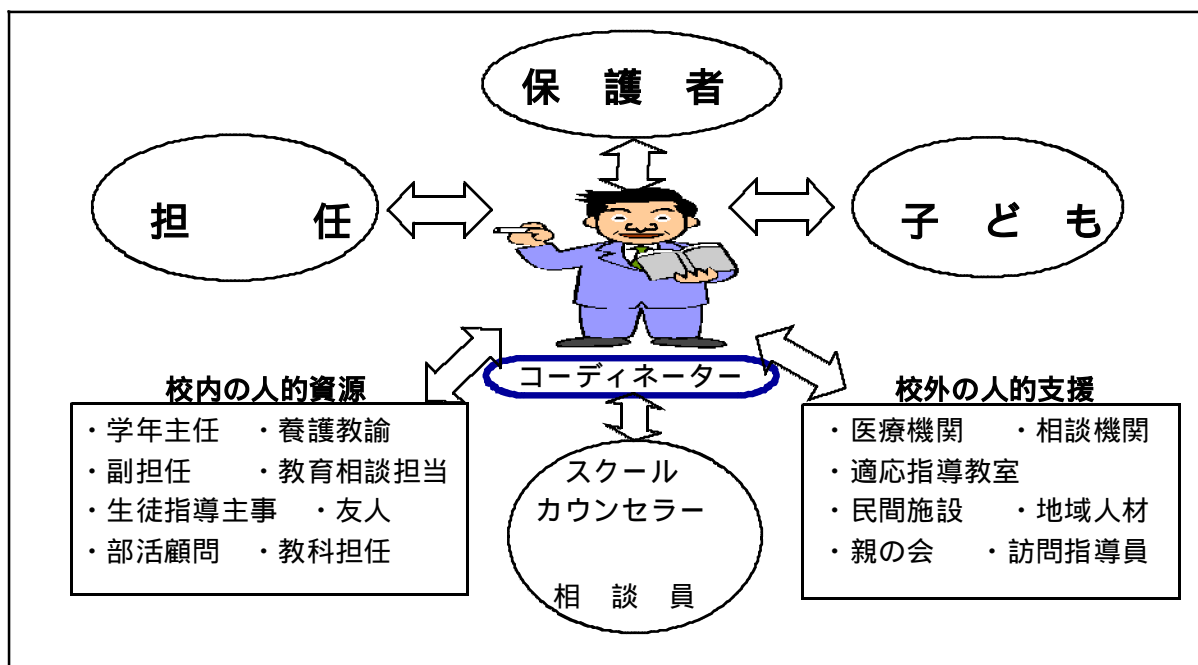 保 護 者
担 任
子 ど も
コーディネーター
校内の人的資源
・学年主任 ・養護教諭
・副担任 ・教育相談担当
・生徒指導主事 ・友人
・部活顧問 ・教科担任
スクール
カウンセラー
相 談 員
校外の人的支援
・医療機関 ・相談機関
・適応指導教室
・民間施設 ・地域人材
・親の会 ・訪問指導員